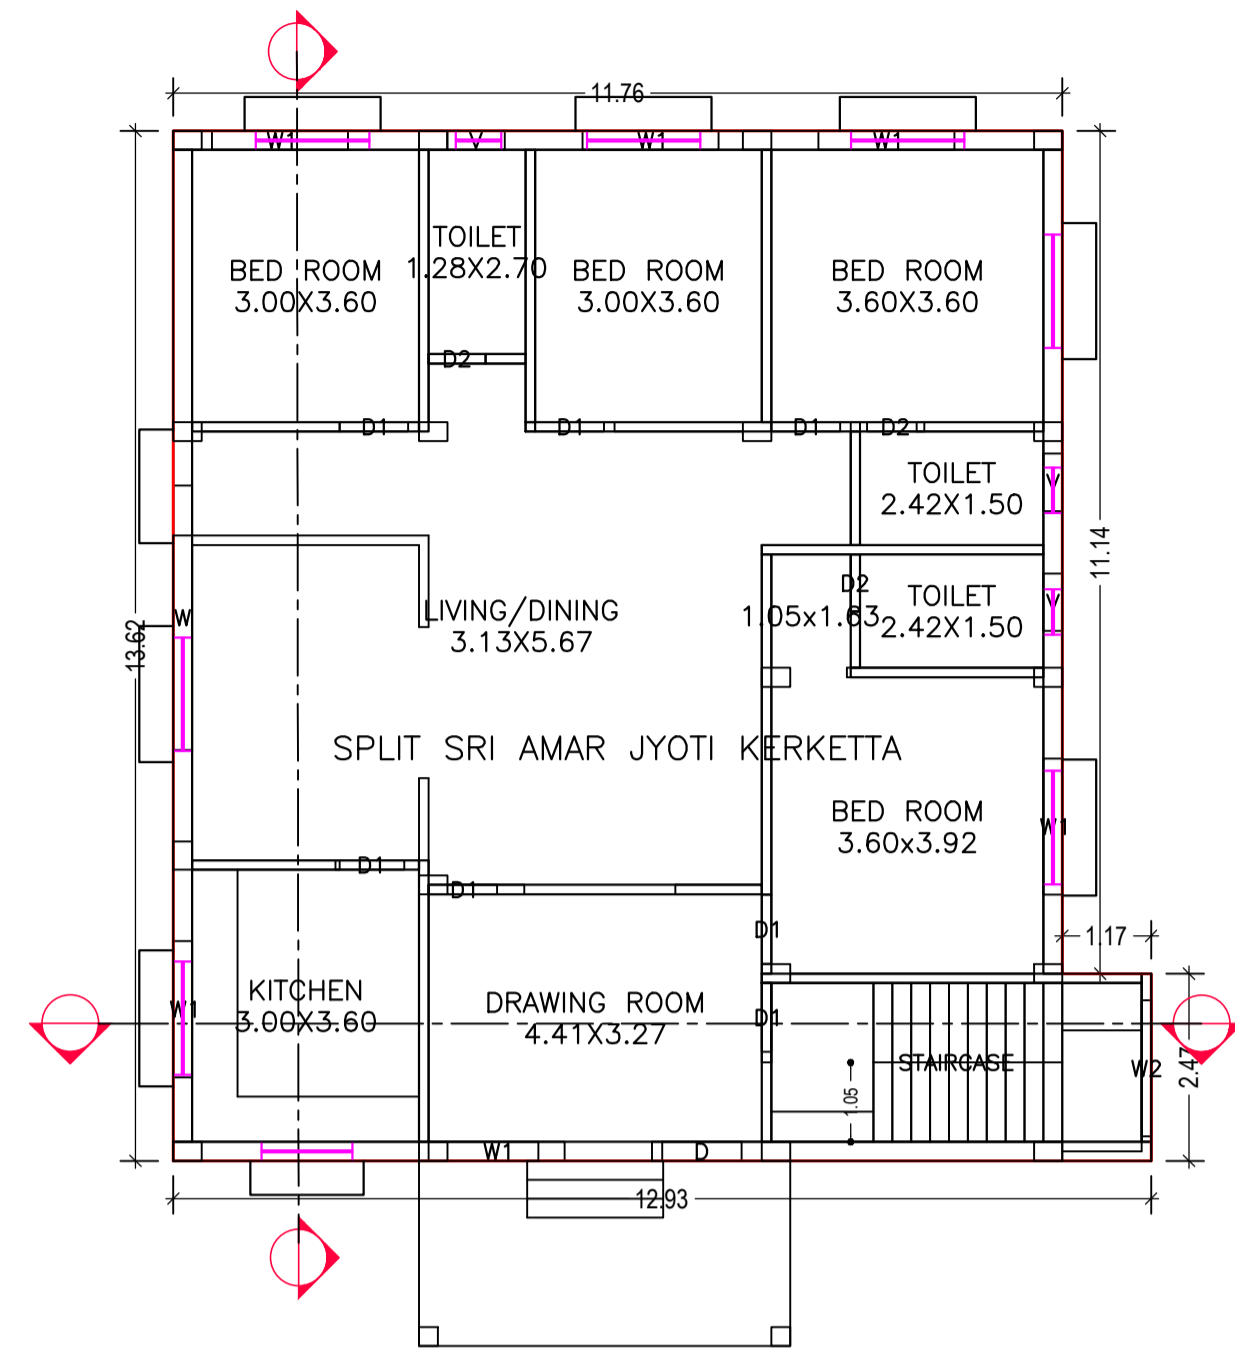 11.76
W1
V
W1
W1
TOILET
1.28X2.70
BED ROOM
3.00X3.60
BED ROOM
3.00X3.60
BED ROOM
3.60X3.60
D2
D1
D1
D1
D2
TOILET
2.42X1.50
V
11.14
D2
1.05x1.63
TOILET
2.42X1.50
V
W
13.62
LIVING/DINING
3.13X5.67
SPLIT SRI AMAR JYOTI KERKETTA
BED ROOM
3.60x3.92
W1
D1
D1
D1
1.17
KITCHEN
3.00X3.60
W1
DRAWING ROOM
4.41X3.27
D1
STAIRCASE
W2
2.47
1.05
W1
D
12.93